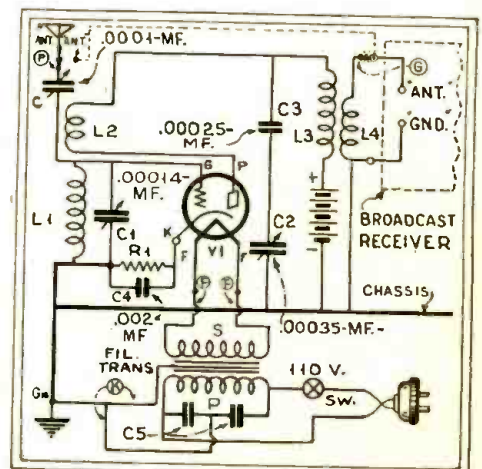 ANT.
ANT.
.0001-MF.
P
C
L2
C3
.00025-
MF.
L3
L4
G
ANT.
GND.
G
P
.00014-
MF.
L1
C1
V1
K
F
F
R1
C4
C2
+
-
BROADCAST
RECEIVER
CHASSIS
P
P
.002-
MF
.00035-MF.-
S
FIL.
TRANS
K
110 V.
SW.
P
C5